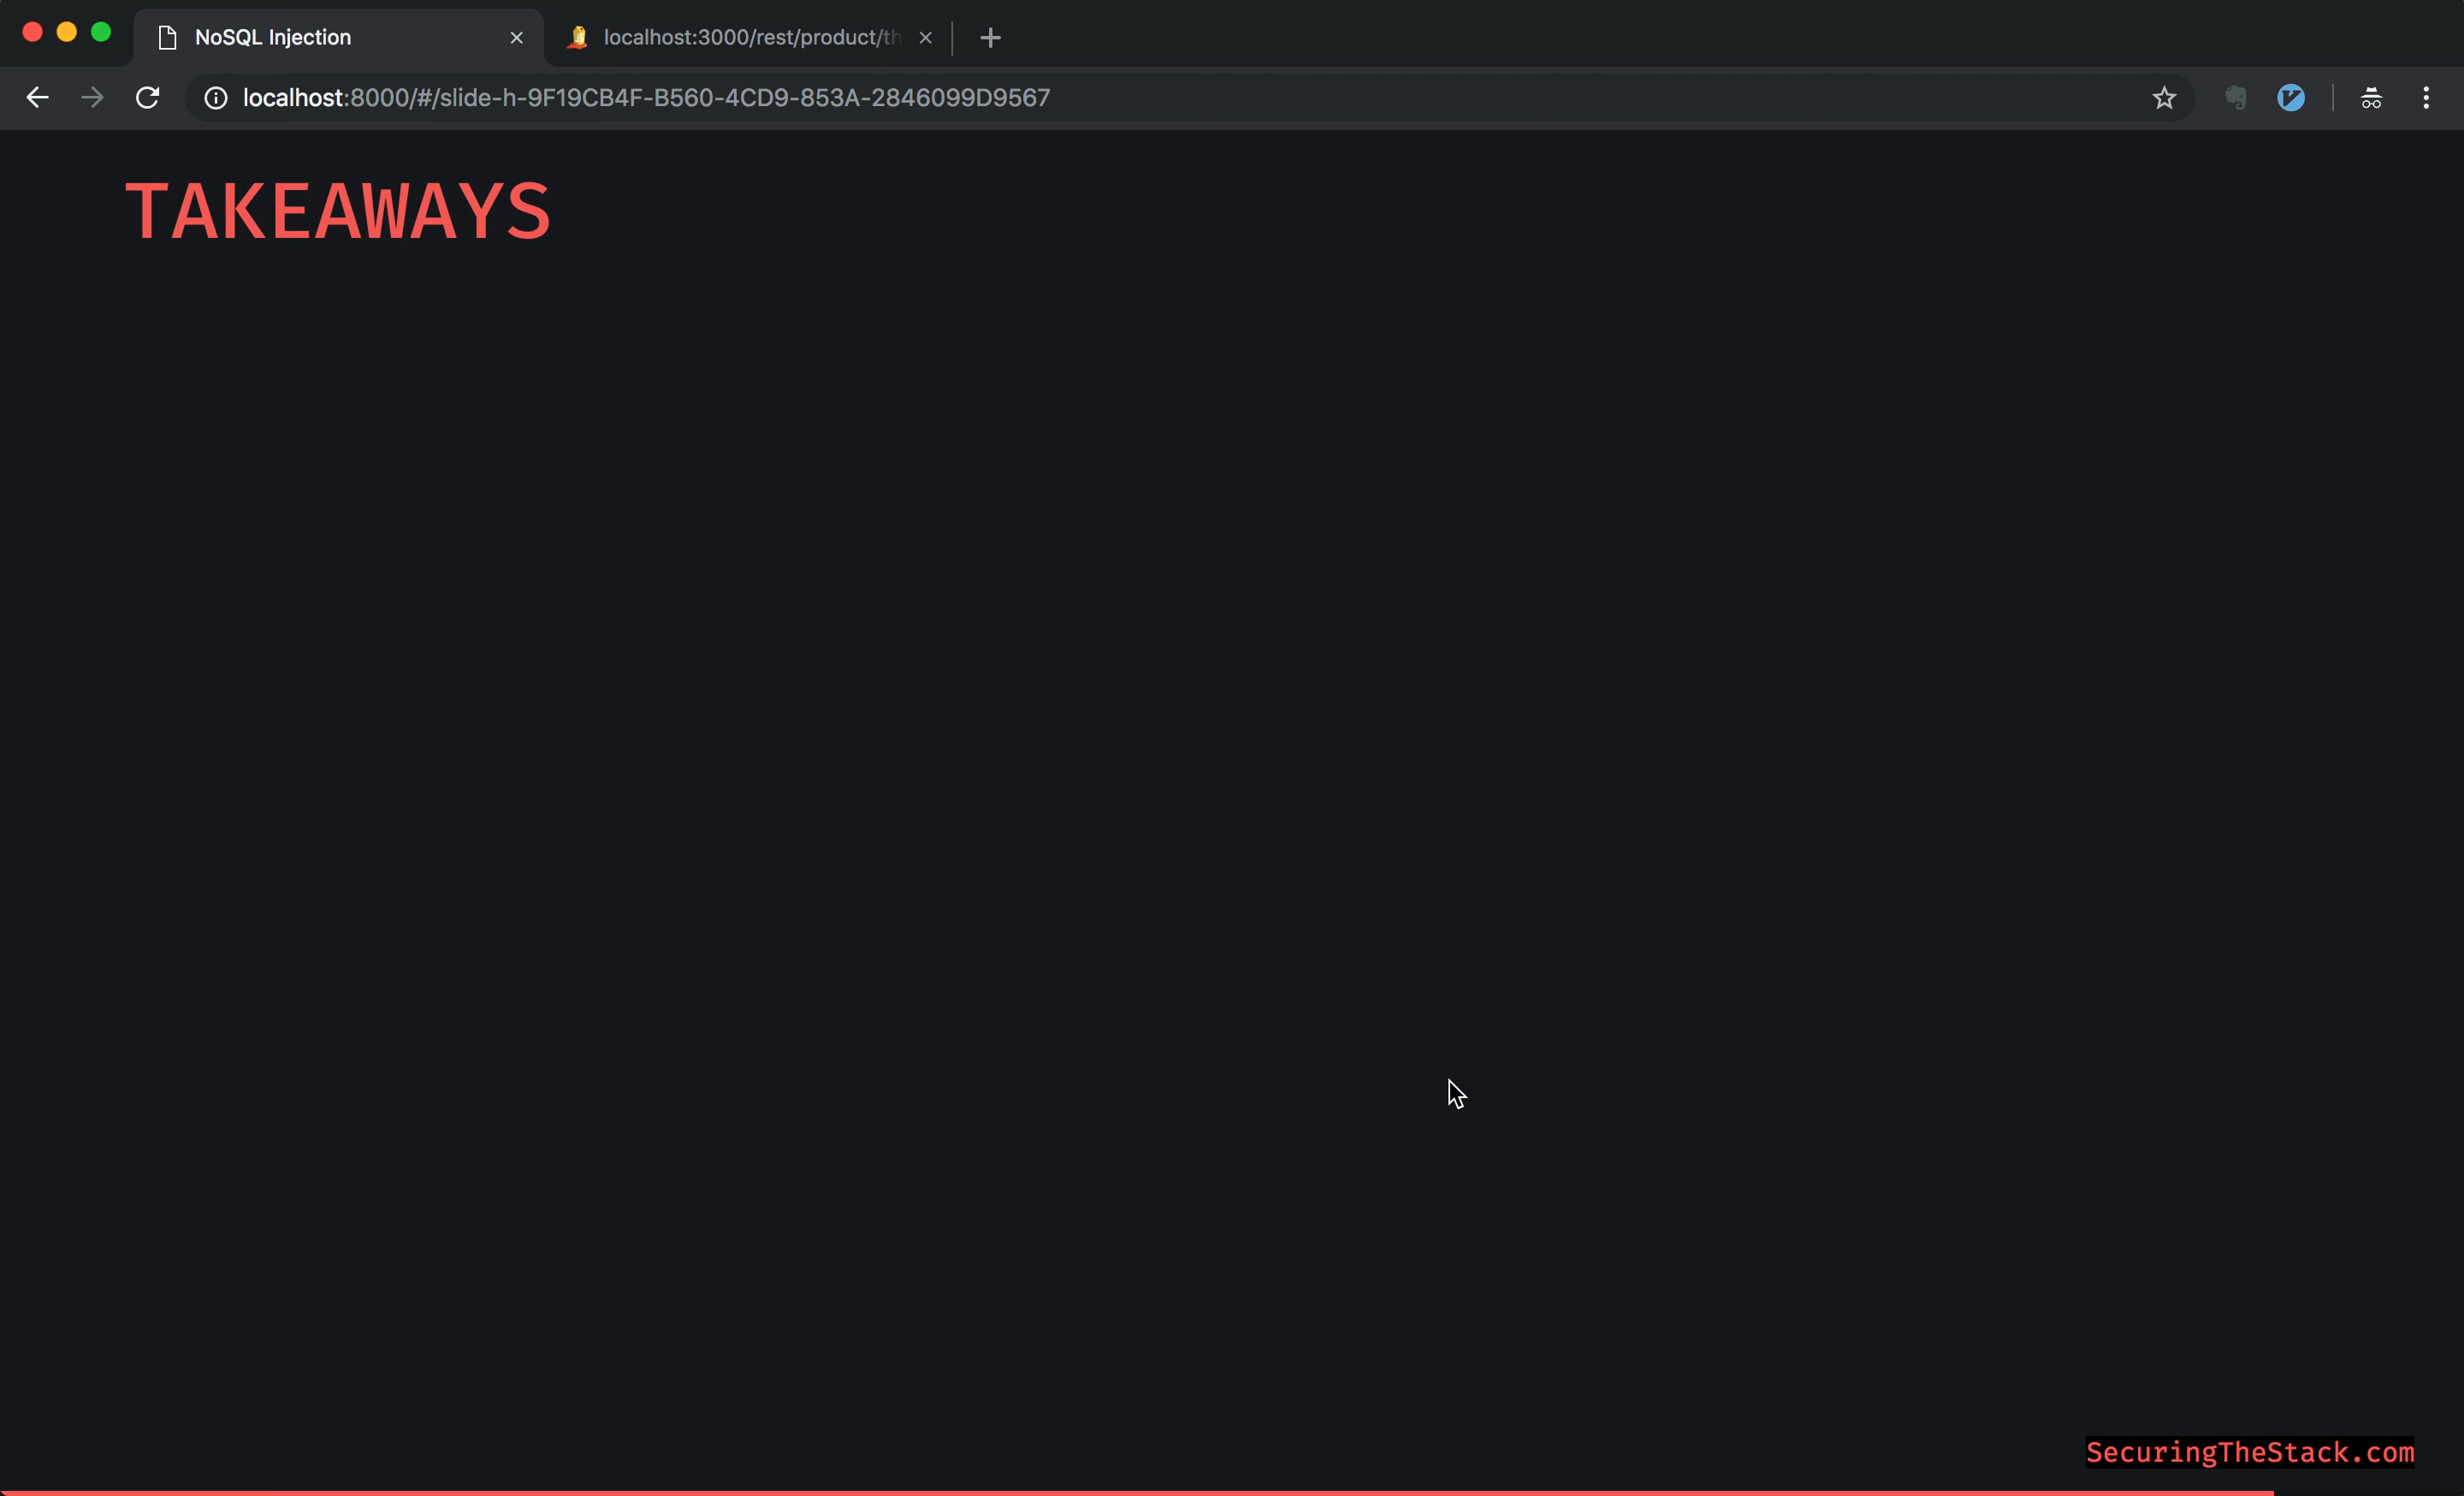 NoSQL Injection
localhost:3000/rest/product/th
localhost:8000/#/slide-h-9F19CB4F-B560-4CD9-853A-2846099D9567
TAKEAWAYS
SecuringTheStack.com